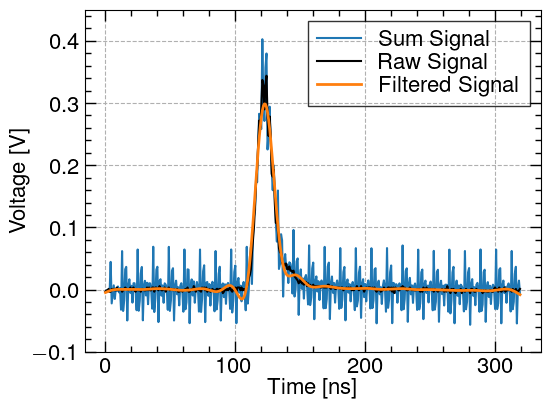 Sum Signal
Raw Signal
Filtered Signal
0.4
0.3
0.2
0.1
0.0
−0.1
Voltage [V]
0 100 200 300
Time [ns]